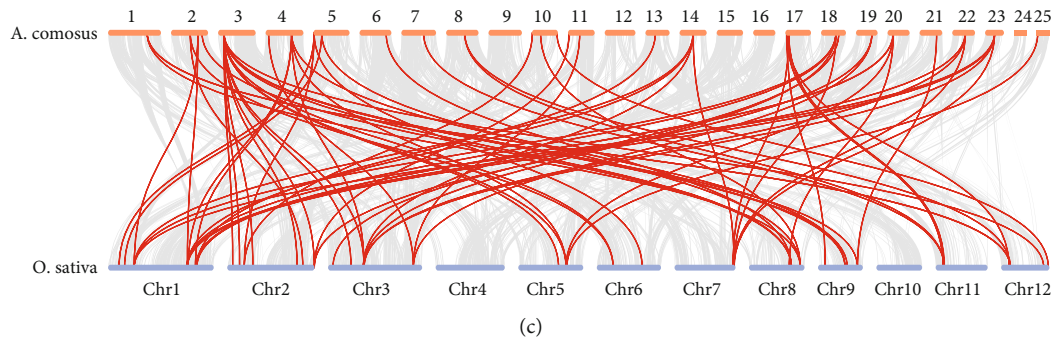 1 2 3 4 5 6 7 8 9 10 11 12 13 14 15 16 17 18 19 20 21 22 23 24 25
A. comosus
O. sativa
Chr1 Chr2 Chr3 Chr4 Chr5 Chr6 Chr7 Chr8 Chr9 Chr10 Chr11 Chr12
(c)